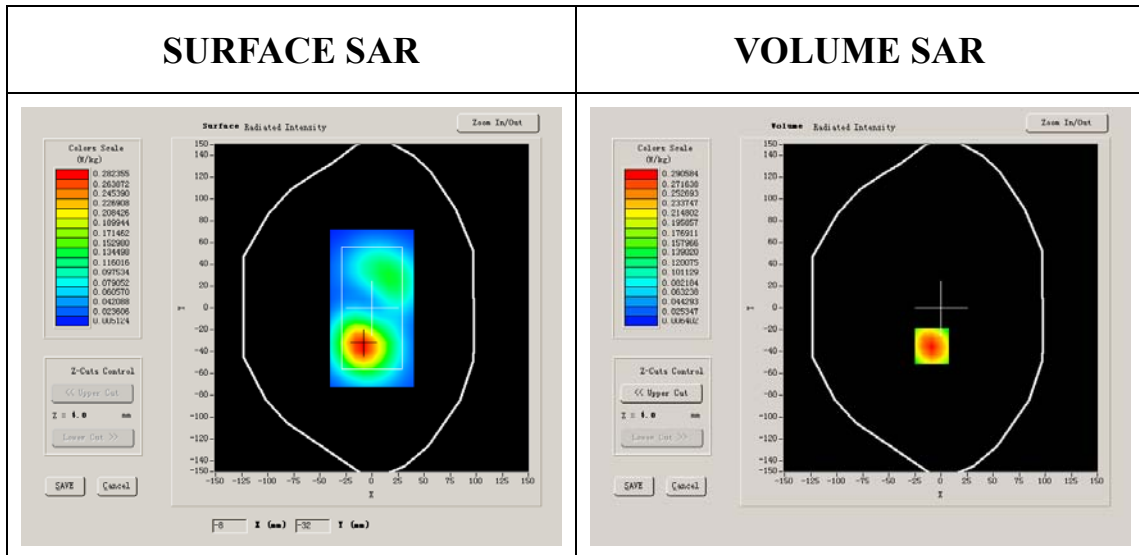 SURFACE SAR
VOLUME SAR
Surface Radiated Intensity
Zoom In/Out
Colors Scale
(W/kg)
0.282355
0.263872
0.245390
0.226908
0.208426
0.189944
0.171462
0.152980
0.134498
0.116016
0.097534
0.079052
0.060570
0.042088
0.023606
0.005124
150
140
120
100
80
60
40
20
0
-20
-40
-60
-80
-100
-120
-140
-150
Y
-150 -125 -100 -75 -50 -25 0 25 50 75 100 125 150
X
Z-Cuts Control
<< Upper Cut
Z = 4.0 mm
Lower Cut >>
SAVE Cancel
-8 X (mm) -32 Y (mm)
Volume Radiated Intensity
Zoom In/Out
Colors Scale
(W/kg)
0.290584
0.271638
0.252693
0.233747
0.214802
0.195857
0.176911
0.157966
0.139020
0.120075
0.101129
0.082184
0.063238
0.044293
0.025347
0.006402
150
140
120
100
80
60
40
20
0
-20
-40
-60
-80
-100
-120
-140
-150
Y
-150 -125 -100 -75 -50 -25 0 25 50 75 100 125 150
X
Z-Cuts Control
<< Upper Cut
Z = 4.0 mm
Lower Cut >>
SAVE Cancel